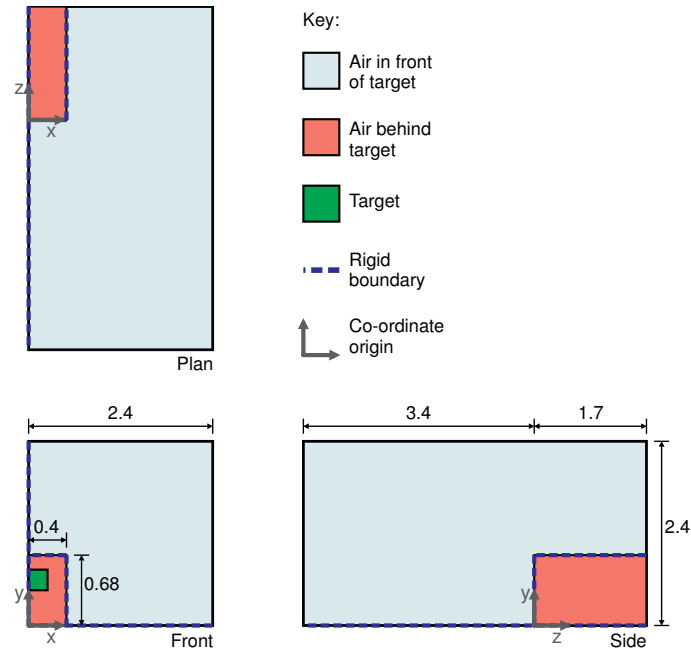 Key:
Air in front
of target
Air behind
target
Target
Rigid
boundary
Co-ordinate
origin
z
x
Plan
2.4
0.4
0.68
y
x
Front
3.4
1.7
2.4
y
z
Side